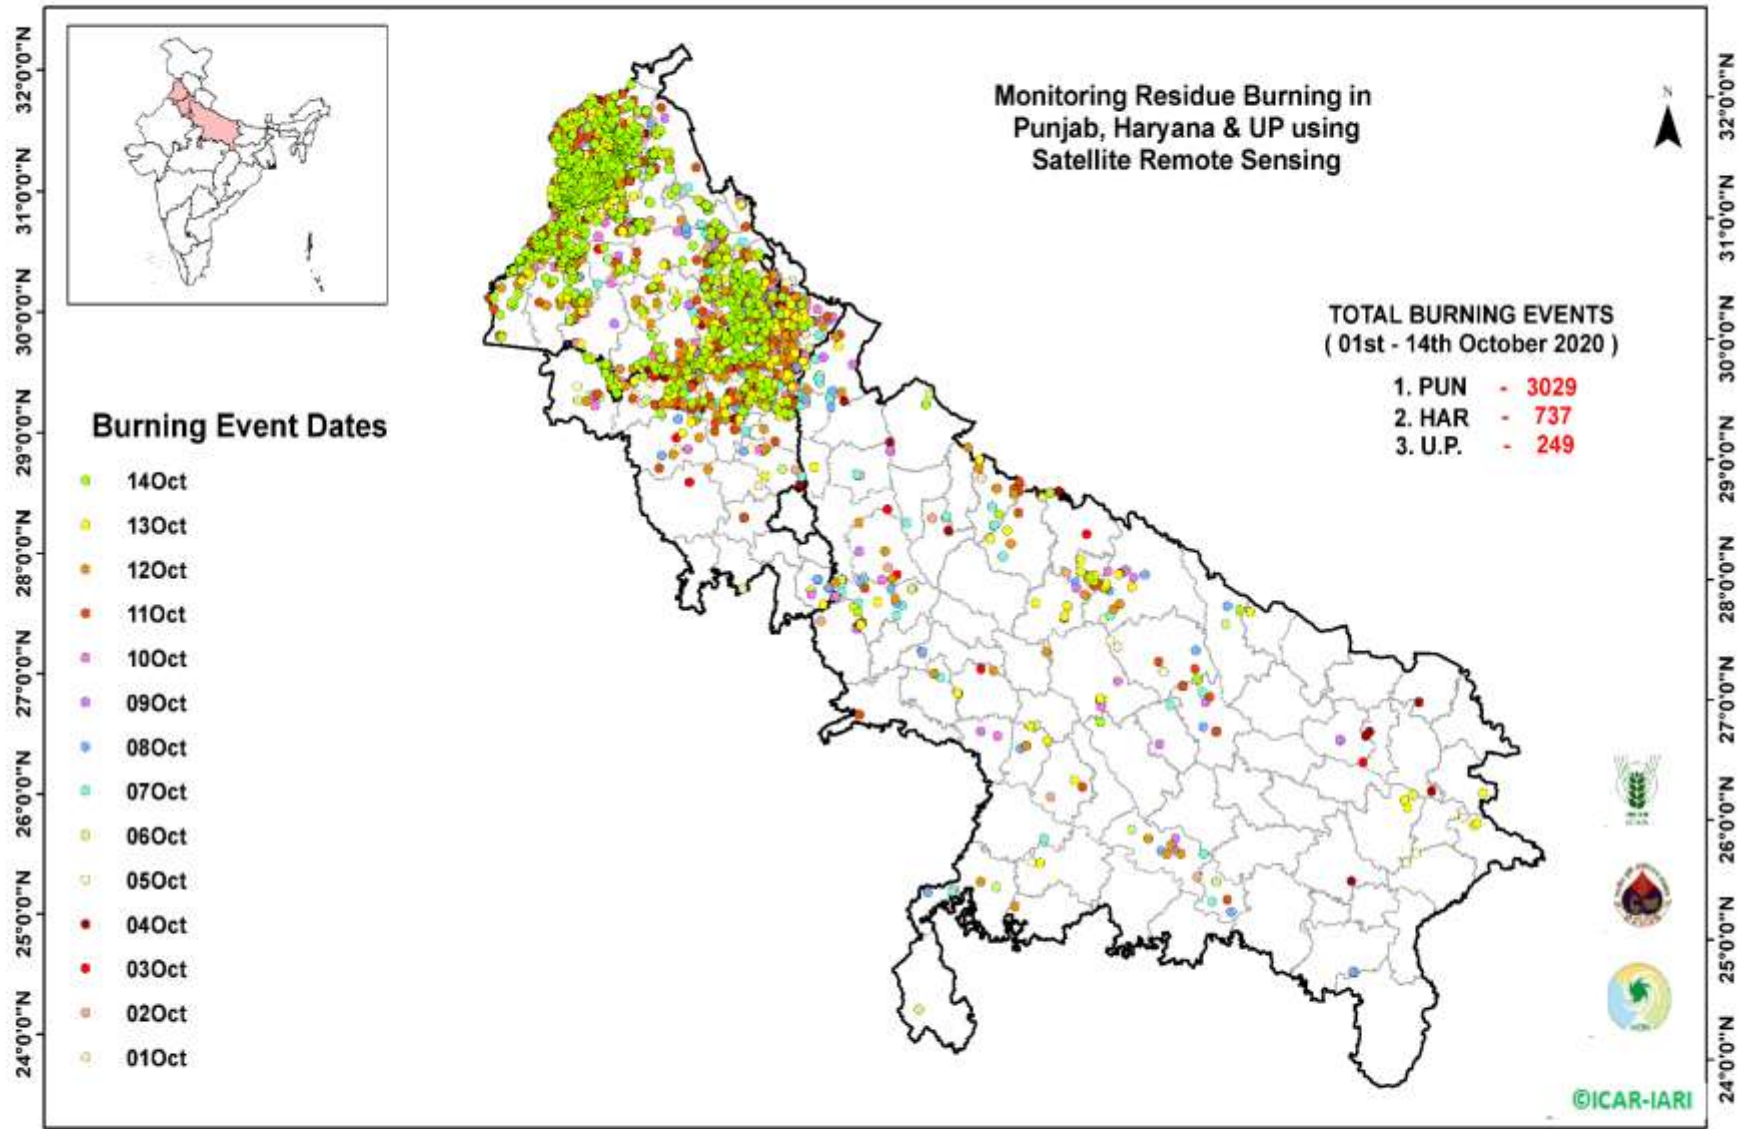 Monitoring Residue Burning in
Punjab, Haryana & UP using
Satellite Remote Sensing
N
TOTAL BURNING EVENTS
( 01st - 14th October 2020 )
1. PUN - 3029
2. HAR - 737
3. U.P. - 249
Burning Event Dates
14Oct
13Oct
12Oct
11Oct
10Oct
09Oct
08Oct
07Oct
06Oct
05Oct
04Oct
03Oct
02Oct
01Oct
32°0'0"N
31°0'0"N
30°0'0"N
29°0'0"N
28°0'0"N
27°0'0"N
26°0'0"N
25°0'0"N
24°0'0"N
32°0'0"N
31°0'0"N
30°0'0"N
29°0'0"N
28°0'0"N
27°0'0"N
26°0'0"N
25°0'0"N
24°0'0"N
©ICAR-IARI